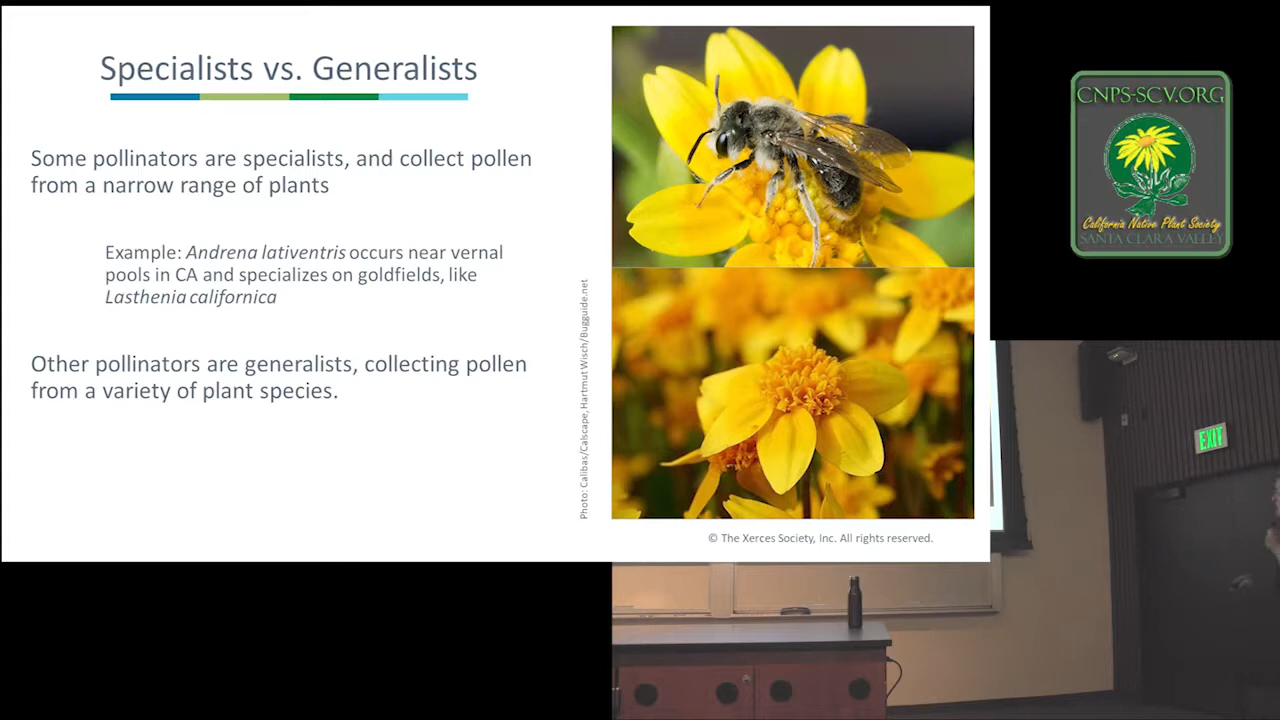 Specialists vs. Generalists
Some pollinators are specialists, and collect pollen
from a narrow range of plants
Example: Andrena lativentris occurs near vernal
pools in CA and specializes on goldfields, like
Lasthenia californica
Other pollinators are generalists, collecting pollen
from a variety of plant species.
Photo: Calibas/Calscape, Hartmut Wisch/Bugguide.net
© The Xerces Society, Inc. All rights reserved.
CNPS-SCV.ORG
California Native Plant Society
SANTA CLARA VALLEY
EXIT